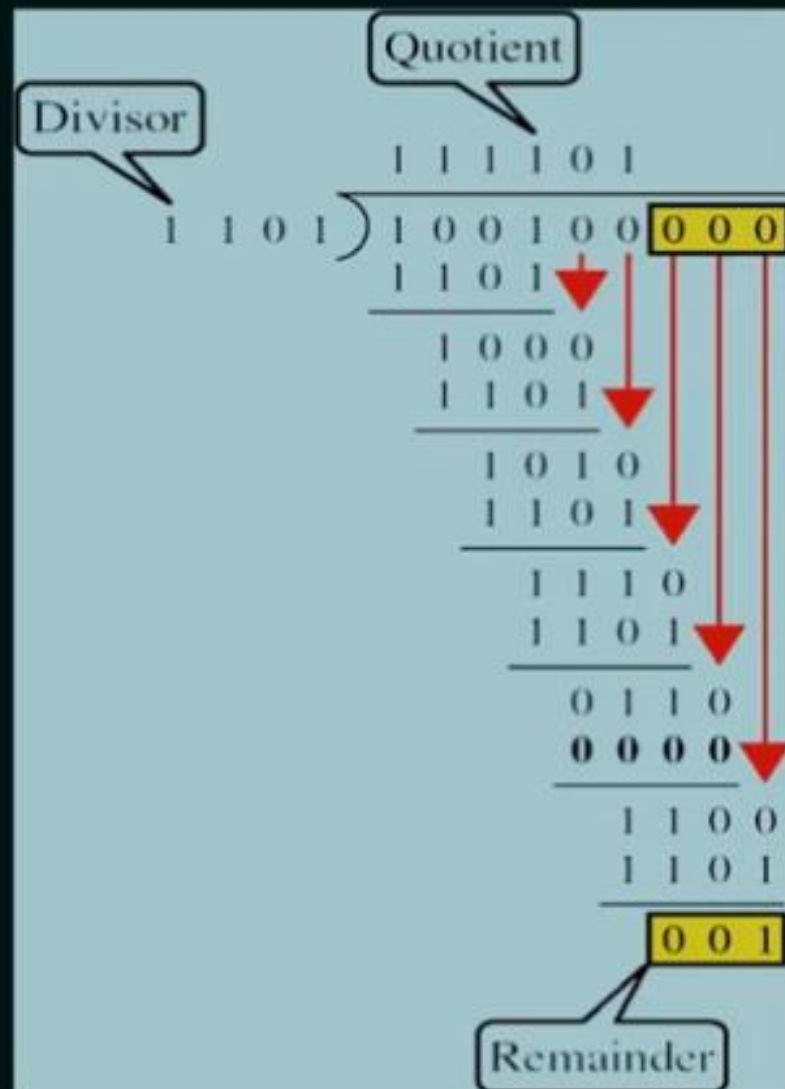 Quotient
Divisor
1 1 1 1 0 1
1 1 0 1 ) 1 0 0 1 0 0 0 0 0
1 1 0 1
1 0 0 0
1 1 0 1
1 0 1 0
1 1 0 1
1 1 1 0
1 1 0 1
0 1 1 0
0 0 0 0
1 1 0 0
1 1 0 1
0 0 1
Remainder